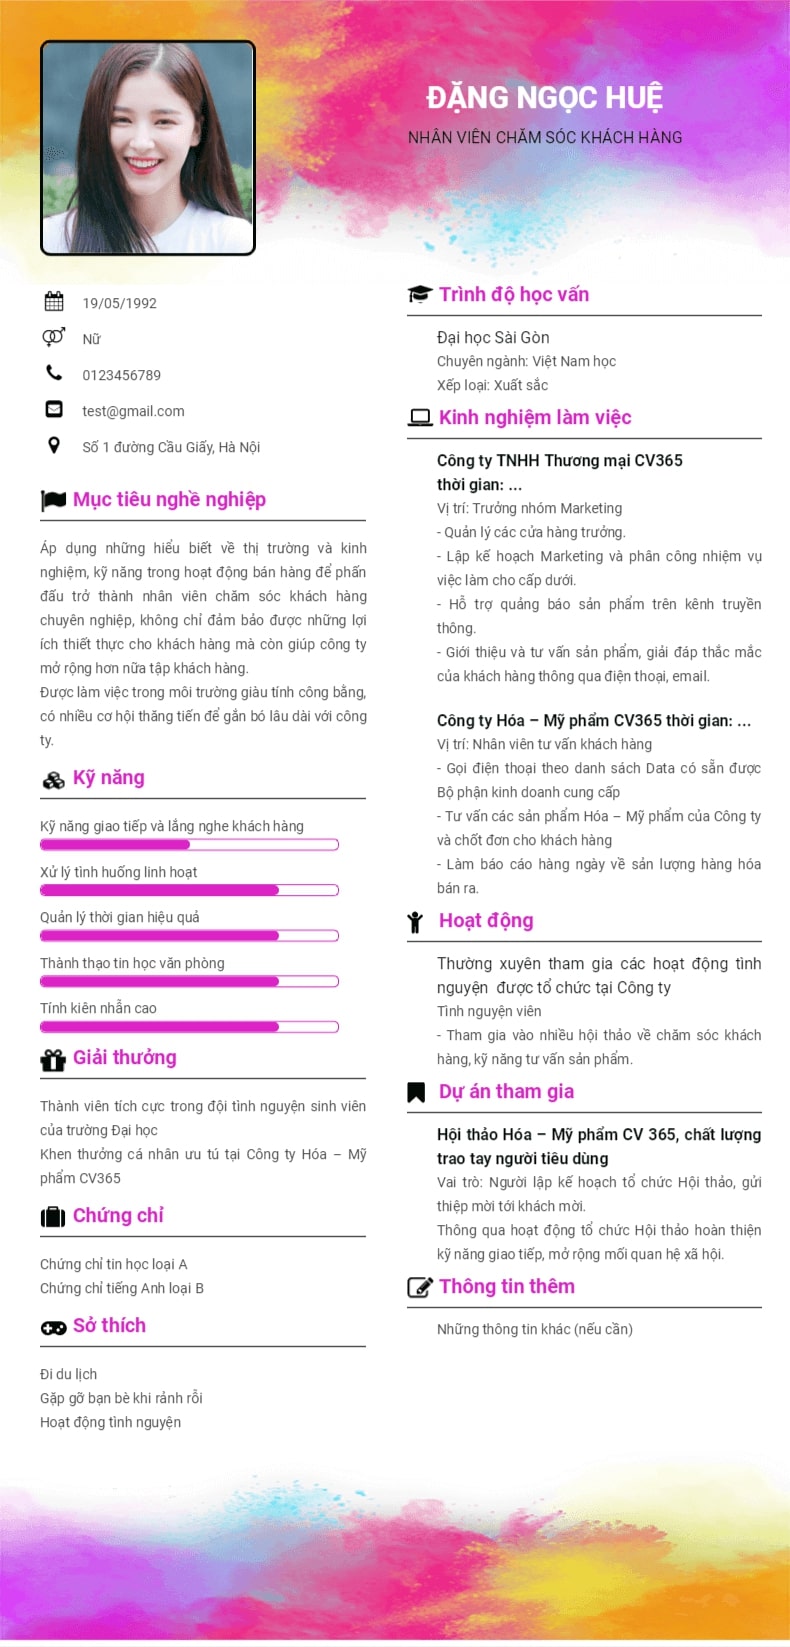 ĐẶNG NGỌC HUỆ
NHÂN VIÊN CHĂM SÓC KHÁCH HÀNG
19/05/1992
Nữ
0123456789
test@gmail.com
Số 1 đường Cầu Giấy, Hà Nội
Mục tiêu nghề nghiệp
Áp dụng những hiểu biết về thị trường và kinh
nghiệm, kỹ năng trong hoạt động bán hàng để phấn
đấu trở thành nhân viên chăm sóc khách hàng
chuyên nghiệp, không chỉ đảm bảo được những lợi
ích thiết thực cho khách hàng mà còn giúp công ty
mở rộng hơn nữa tập khách hàng.
Được làm việc trong môi trường giàu tính công bằng,
có nhiều cơ hội thăng tiến để gắn bó lâu dài với công
ty.
Kỹ năng
Kỹ năng giao tiếp và lắng nghe khách hàng
Xử lý tình huống linh hoạt
Quản lý thời gian hiệu quả
Thành thạo tin học văn phòng
Tính kiên nhẫn cao
Giải thưởng
Thành viên tích cực trong đội tình nguyện sinh viên
của trường Đại học
Khen thưởng cá nhân ưu tú tại Công ty Hóa – Mỹ
phẩm CV365
Chứng chỉ
Chứng chỉ tin học loại A
Chứng chỉ tiếng Anh loại B
Sở thích
Đi du lịch
Gặp gỡ bạn bè khi rảnh rỗi
Hoạt động tình nguyện
Trình độ học vấn
Đại học Sài Gòn
Chuyên ngành: Việt Nam học
Xếp loại: Xuất sắc
Kinh nghiệm làm việc
Công ty TNHH Thương mại CV365
thời gian: ...
Vị trí: Trưởng nhóm Marketing
- Quản lý các cửa hàng trưởng.
- Lập kế hoạch Marketing và phân công nhiệm vụ
việc làm cho cấp dưới.
- Hỗ trợ quảng báo sản phẩm trên kênh truyền
thông.
- Giới thiệu và tư vấn sản phẩm, giải đáp thắc mắc
của khách hàng thông qua điện thoại, email.
Công ty Hóa – Mỹ phẩm CV365 thời gian: ...
Vị trí: Nhân viên tư vấn khách hàng
- Gọi điện thoại theo danh sách Data có sẵn được
Bộ phận kinh doanh cung cấp
- Tư vấn các sản phẩm Hóa – Mỹ phẩm của Công ty
và chốt đơn cho khách hàng
- Làm báo cáo hàng ngày về sản lượng hàng hóa
bán ra.
Hoạt động
Thường xuyên tham gia các hoạt động tình
nguyện được tổ chức tại Công ty
Tình nguyện viên
- Tham gia vào nhiều hội thảo về chăm sóc khách
hàng, kỹ năng tư vấn sản phẩm.
Dự án tham gia
Hội thảo Hóa – Mỹ phẩm CV 365, chất lượng
trao tay người tiêu dùng
Vai trò: Người lập kế hoạch tổ chức Hội thảo, gửi
thiệp mời tới khách mời.
Thông qua hoạt động tổ chức Hội thảo hoàn thiện
kỹ năng giao tiếp, mở rộng mối quan hệ xã hội.
Thông tin thêm
Những thông tin khác (nếu cần)